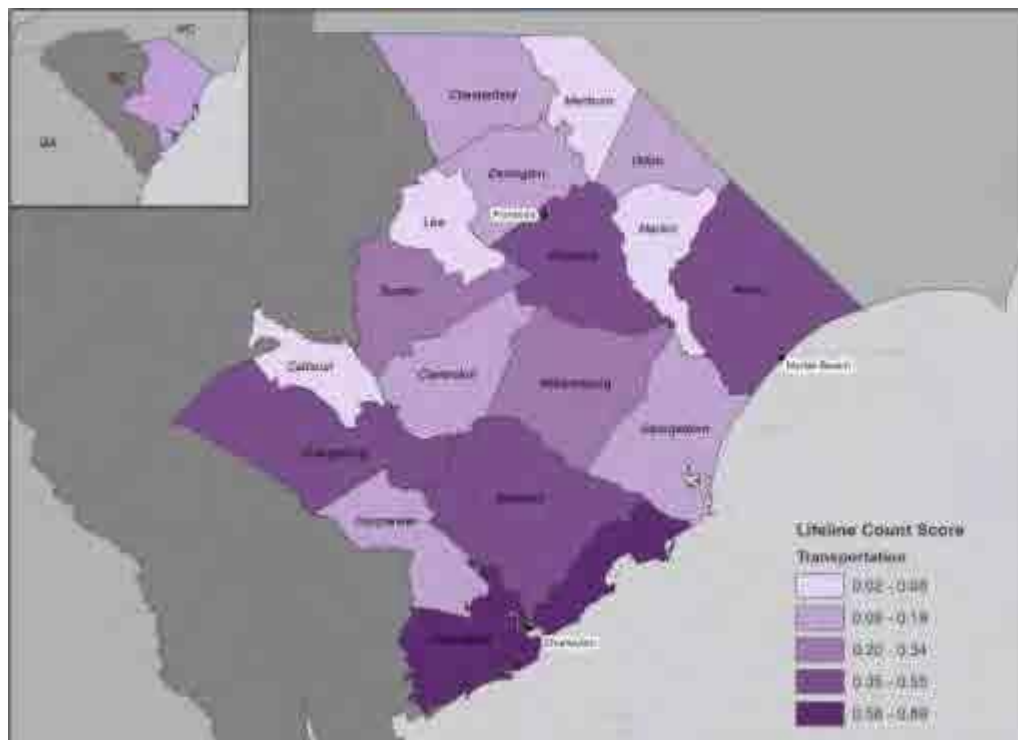 NC
SC
GA
Chesterfield
Marlboro
Dillon
Darlington
Lee
Florence
Marion
Florence
Sumter
Horry
Calhoun
Clarendon
Williamsburg
Myrtle Beach
Georgetown
Orangeburg
Berkeley
Dorchester
Charleston
Charleston
Lifeline Count Score
Transportation
0.02 - 0.08
0.09 - 0.19
0.20 - 0.34
0.35 - 0.55
0.56 - 0.89